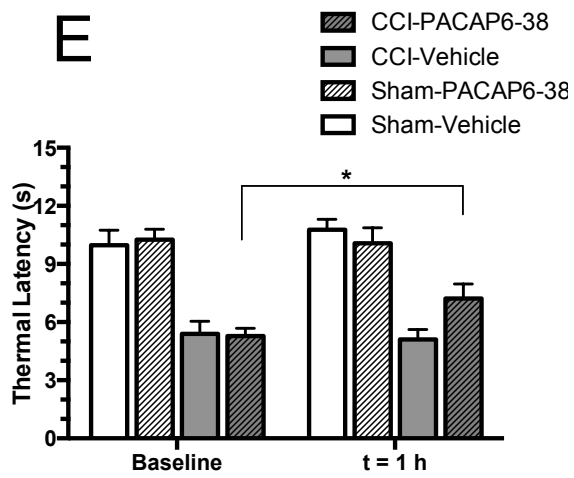 E
CCI-PACAP6-38
CCI-Vehicle
Sham-PACAP6-38
Sham-Vehicle
Thermal Latency (s)
15
12
9
6
3
0
*
Baseline
t = 1 h